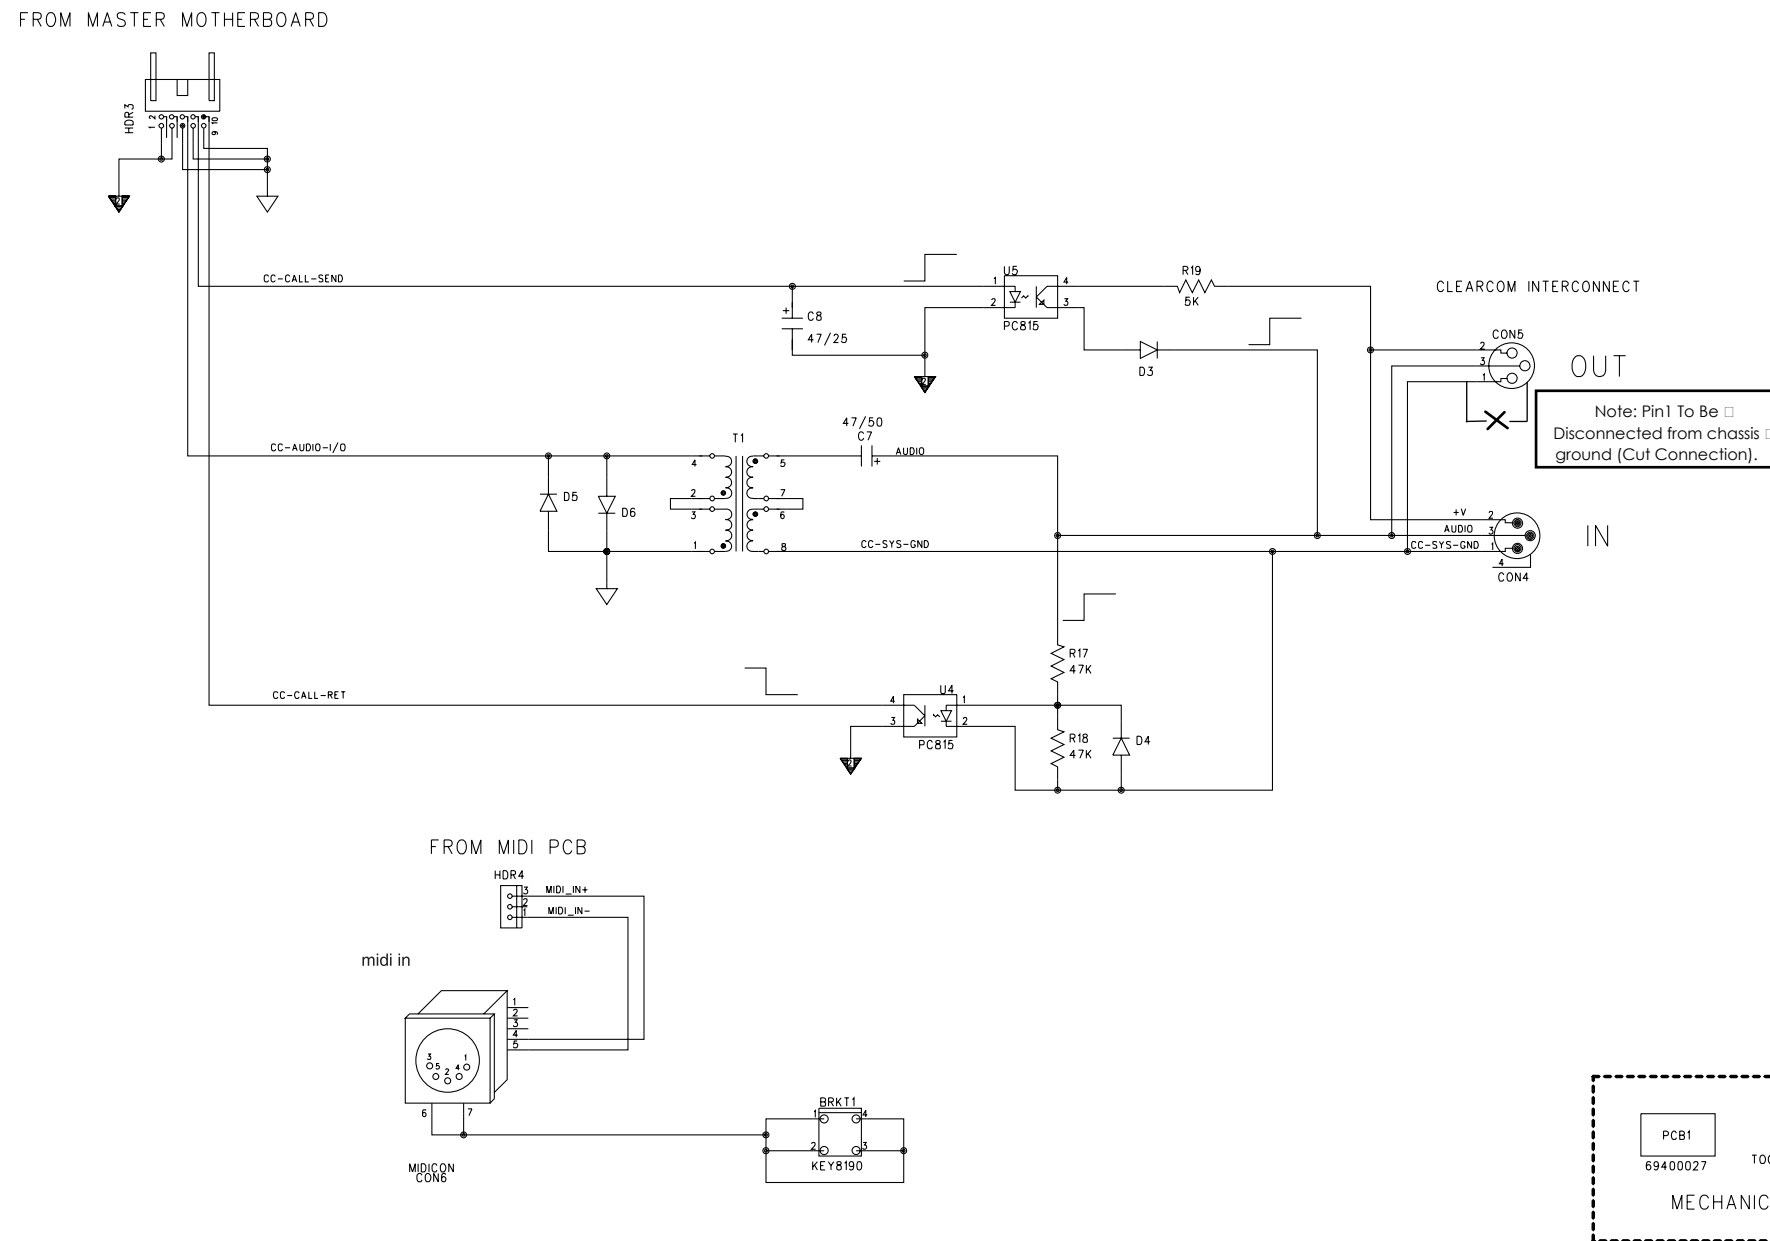 FROM MASTER MOTHERBOARD
HDR3
1 2
9 10
2
CC-CALL-SEND
+ C8
47/25
2
U5
1
2
4
3
PC815
R19
5K
D3
CLEARCOM INTERCONNECT
CON5
2
3
1
OUT
Note: Pin1 To Be
Disconnected from chassis
ground (Cut Connection).
CC-AUDIO-I/O
D5
D6
T1
4
2
3
1
5
7
6
8
47/50
C7
+
AUDIO
CC-SYS-GND
+V
2
AUDIO
3
CC-SYS-GND
1
4
CON4
IN
R17
47K
CC-CALL-RET
U4
4
3
1
2
PC815
2
R18
47K
D4
FROM MIDI PCB
HDR4
3
MIDI_IN+
2
1
MIDI_IN-
midi in
1
2
3
4
5
3 5 2 4 1
6
7
MIDICON
CON6
BRKT1
1
4
2
3
KEY8190
PCB1
69400027
TOO
MECHANIC